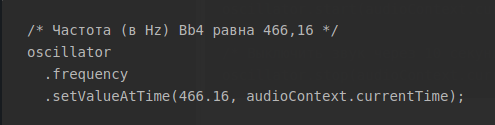 /* Частота (в Hz) Bb4 равна 466,16 */
oscillator
.frequency
.setValueAtTime(466.16, audioContext.currentTime);